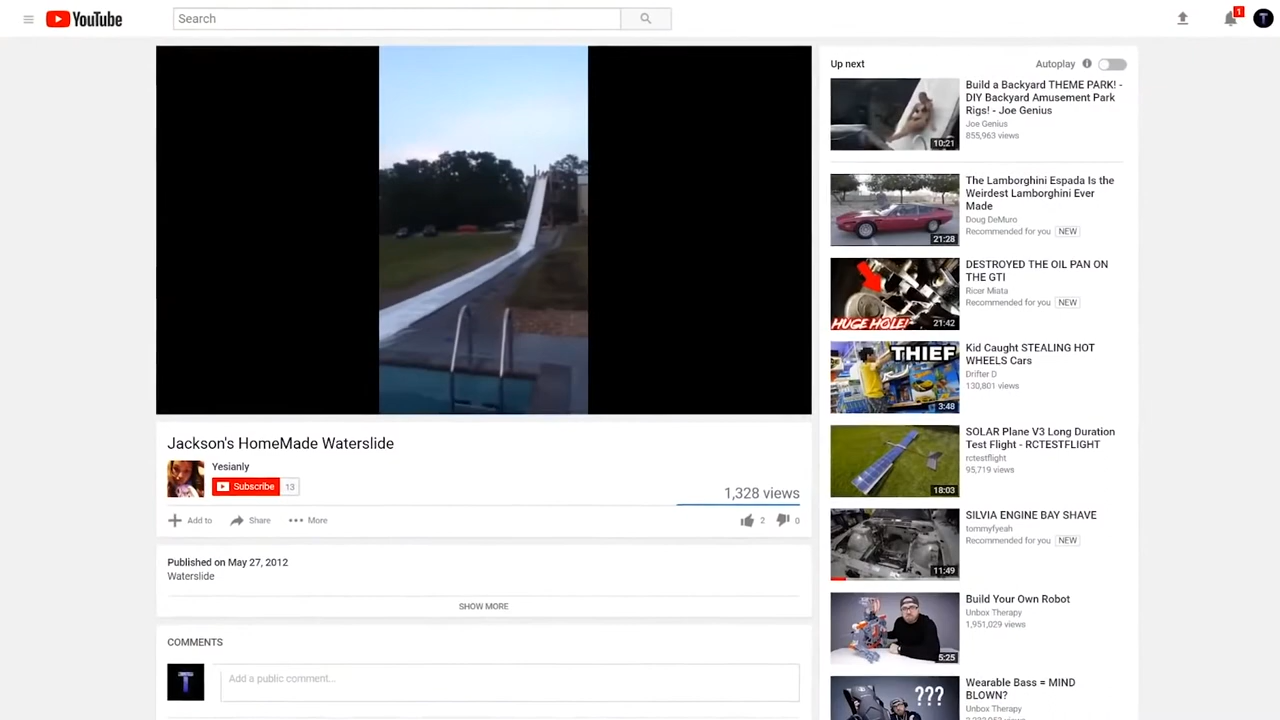 YouTube
Search
1
T
Jackson's HomeMade Waterslide
Yesianly
Subscribe 13
1,328 views
Add to Share More
2 0
Published on May 27, 2012
Waterslide
SHOW MORE
COMMENTS
T
Add a public comment...
Up next
Autoplay
10:21
Build a Backyard THEME PARK! -
DIY Backyard Amusement Park
Rigs! - Joe Genius
Joe Genius
855,963 views
21:28
The Lamborghini Espada Is the
Weirdest Lamborghini Ever
Made
Doug DeMuro
Recommended for you NEW
HUGE HOLE!
21:42
DESTROYED THE OIL PAN ON
THE GTI
Ricer Miata
Recommended for you NEW
THIEF
3:48
Kid Caught STEALING HOT
WHEELS Cars
Drifter D
130,801 views
18:03
SOLAR Plane V3 Long Duration
Test Flight - RCTESTFLIGHT
rctestflight
95,719 views
11:49
SILVIA ENGINE BAY SHAVE
tommyfyeah
Recommended for you NEW
5:25
Build Your Own Robot
Unbox Therapy
1,951,029 views
???
Wearable Bass = MIND
BLOWN?
Unbox Therapy